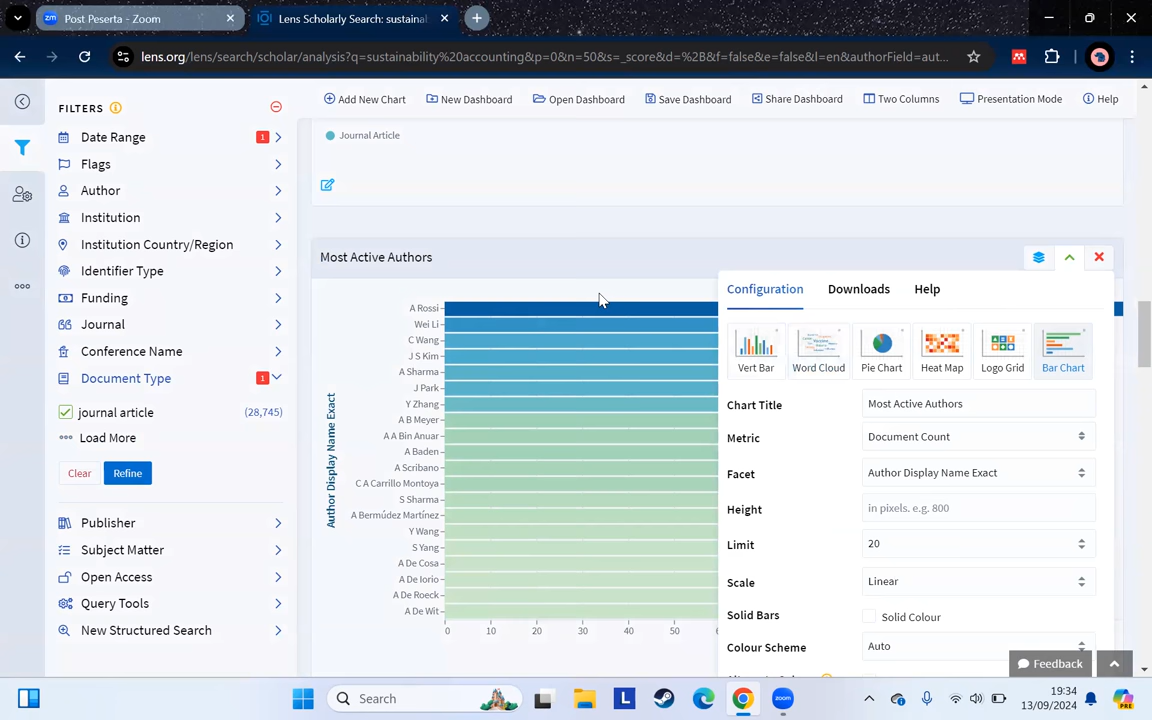 Post Peserta - Zoom
Lens Scholarly Search: sustaina
lens.org/lens/search/scholar/analysis?q=sustainability accounting&p=0&n=50&s=_score&d=%2B&f=false&e=false&l=en&authorField=aut...
FILTERS
Date Range
1
Flags
Author
Institution
Institution Country/Region
Identifier Type
Funding
Journal
Conference Name
Document Type
1
journal article
(28,745)
Load More
Clear
Refine
Publisher
Subject Matter
Open Access
Query Tools
New Structured Search
Add New Chart
New Dashboard
Open Dashboard
Save Dashboard
Share Dashboard
Two Columns
Presentation Mode
Help
Journal Article
Most Active Authors
Author Display Name Exact
A Rossi
Wei Li
C Wang
J S Kim
A Sharma
J Park
Y Zhang
A B Meyer
A A Bin Anuar
A Baden
A Scribano
C A Carrillo Montoya
S Sharma
A Bermúdez Martínez
Y Wang
S Yang
A De Cosa
A De Iorio
A De Roeck
A De Wit
0 10 20 30 40 50
Configuration
Downloads
Help
Vert Bar
Word Cloud
Pie Chart
Heat Map
Logo Grid
Bar Chart
Chart Title
Most Active Authors
Metric
Document Count
Facet
Author Display Name Exact
Height
in pixels. e.g. 800
Limit
20
Scale
Linear
Solid Bars
Solid Colour
Colour Scheme
Auto
Feedback
Search
19:34
13/09/2024